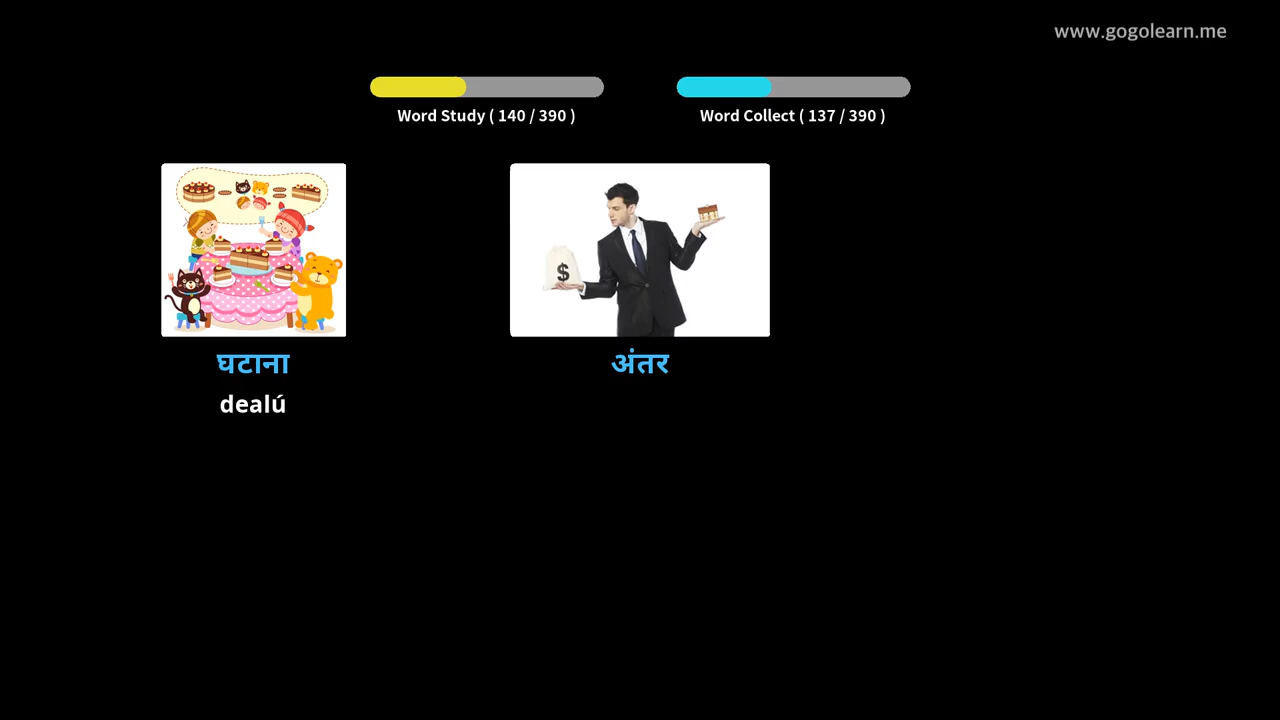 www.gogolearn.me
Word Study ( 140 / 390 )
Word Collect ( 137 / 390 )
$
घटाना
अंतर
dealú